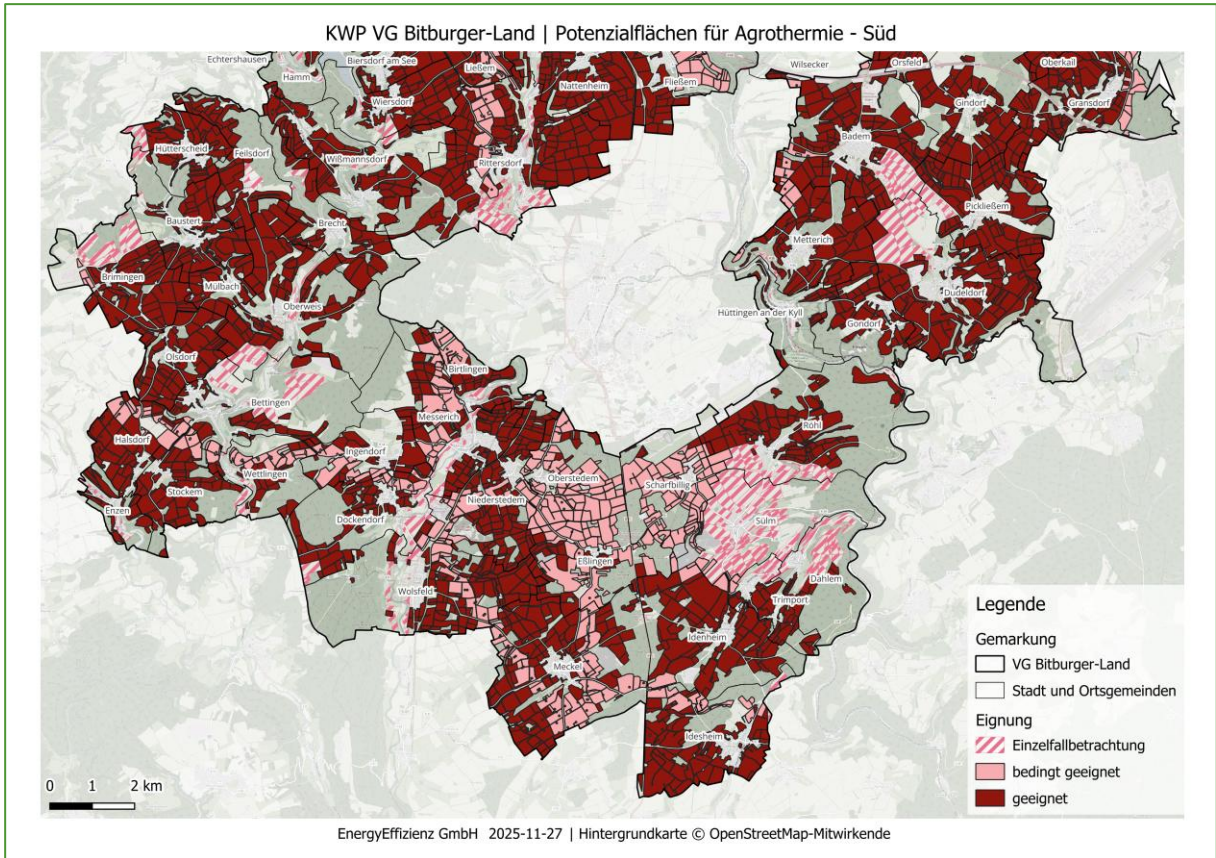 KWP VG Bitburger-Land | Potenzialflächen für Agrothermie - Süd
Echtershausen
Hamm
Biersdorf am See
Ließem
Fließem
Wilsecker
Orsfeld
Oberkail
Wiersdorf
Nattenheim
Gindorf
Gransdorf
Hütterscheid
Feilsdorf
Wißmannsdorf
Rittersdorf
Badem
Baustert
Brecht
Pickließem
Metterich
Brimingen
Mülbach
Oberweis
Dudeldorf
Hüttingen an der Kyll
Gondorf
Olsdorf
Birtlingen
Bettingen
Messerich
Halsdorf
Ingendorf
Röhl
Wettlingen
Oberstedem
Scharfbillig
Stockem
Niederstedem
Enzen
Dockendorf
Sülm
Eßlingen
Dahlem
Wolsfeld
Trimport
Idenheim
Meckel
Idesheim
Legende
Gemarkung
VG Bitburger-Land
Stadt und Ortsgemeinden
Eignung
Einzelfallbetrachtung
bedingt geeignet
geeignet
0 1 2 km
EnergyEffizienz GmbH 2025-11-27 | Hintergrundkarte © OpenStreetMap-Mitwirkende